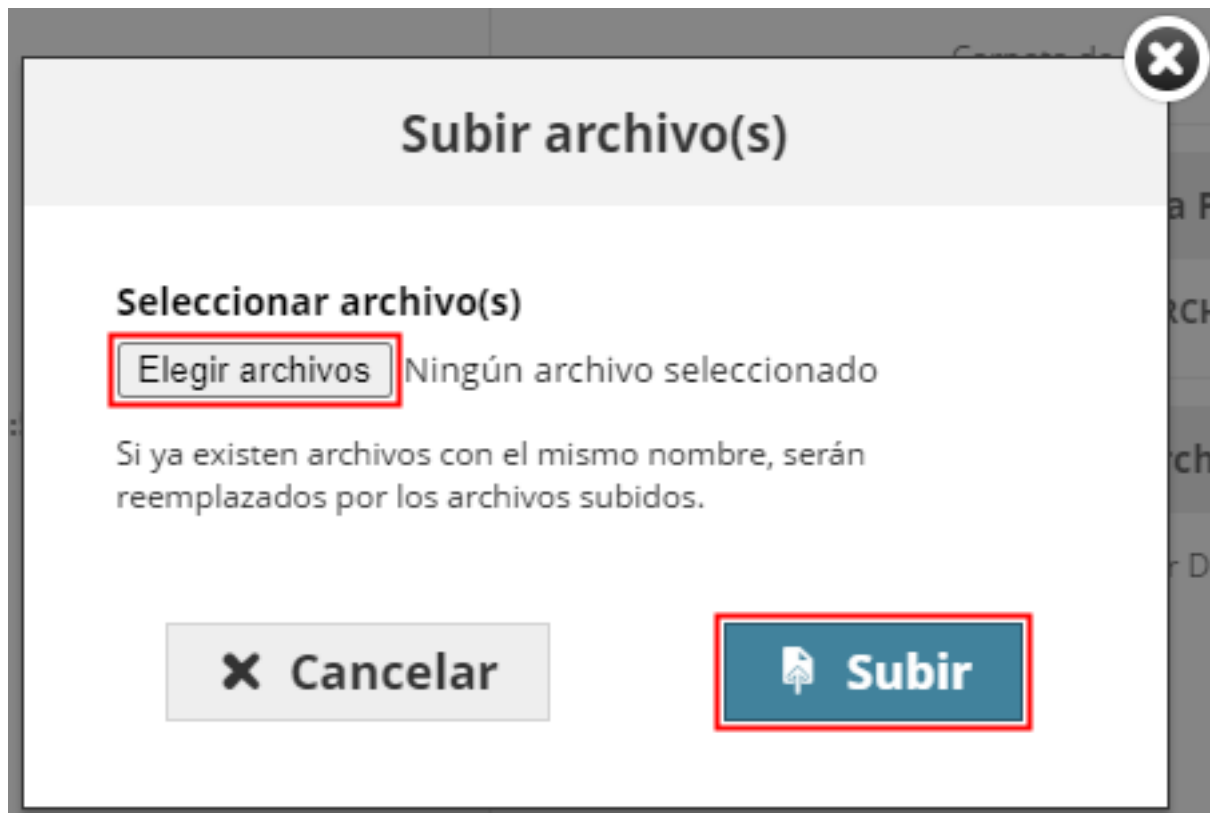 Subir archivo(s)
Seleccionar archivo(s)
Elegir archivos Ningún archivo seleccionado
Si ya existen archivos con el mismo nombre, serán
reemplazados por los archivos subidos.
Cancelar Subir